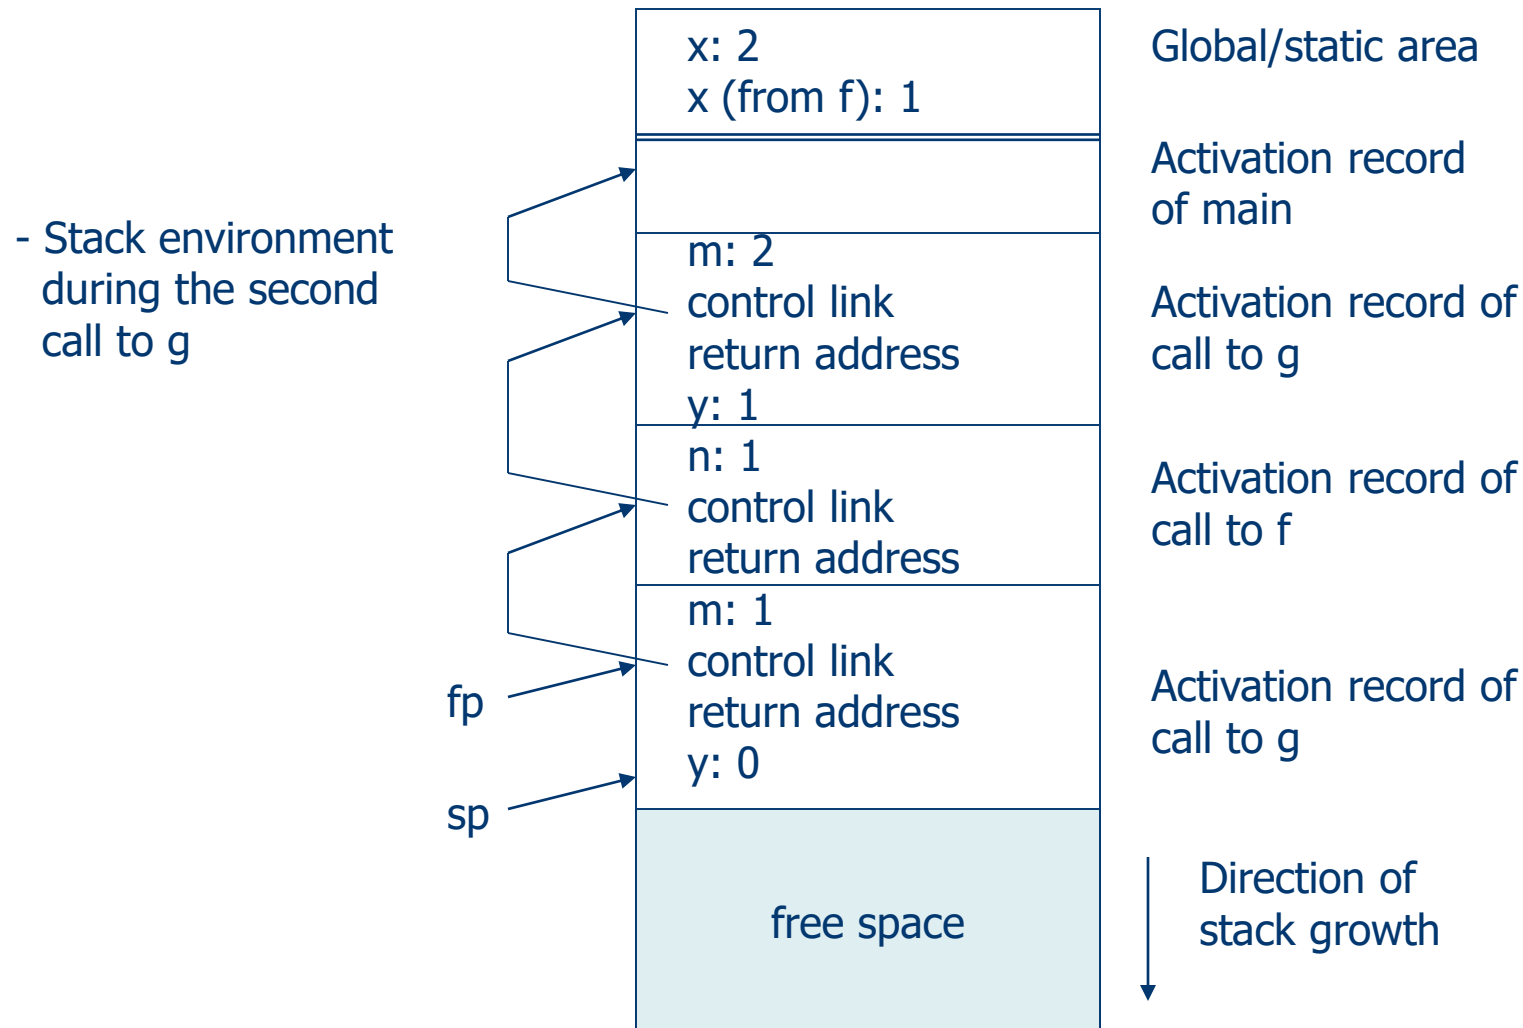 - Stack environment
during the second
call to g
x: 2
x (from f): 1
Global/static area
Activation record
of main
m: 2
control link
return address
y: 1
Activation record of
call to g
n: 1
control link
return address
Activation record of
call to f
m: 1
control link
return address
y: 0
Activation record of
call to g
fp
sp
free space
Direction of
stack growth